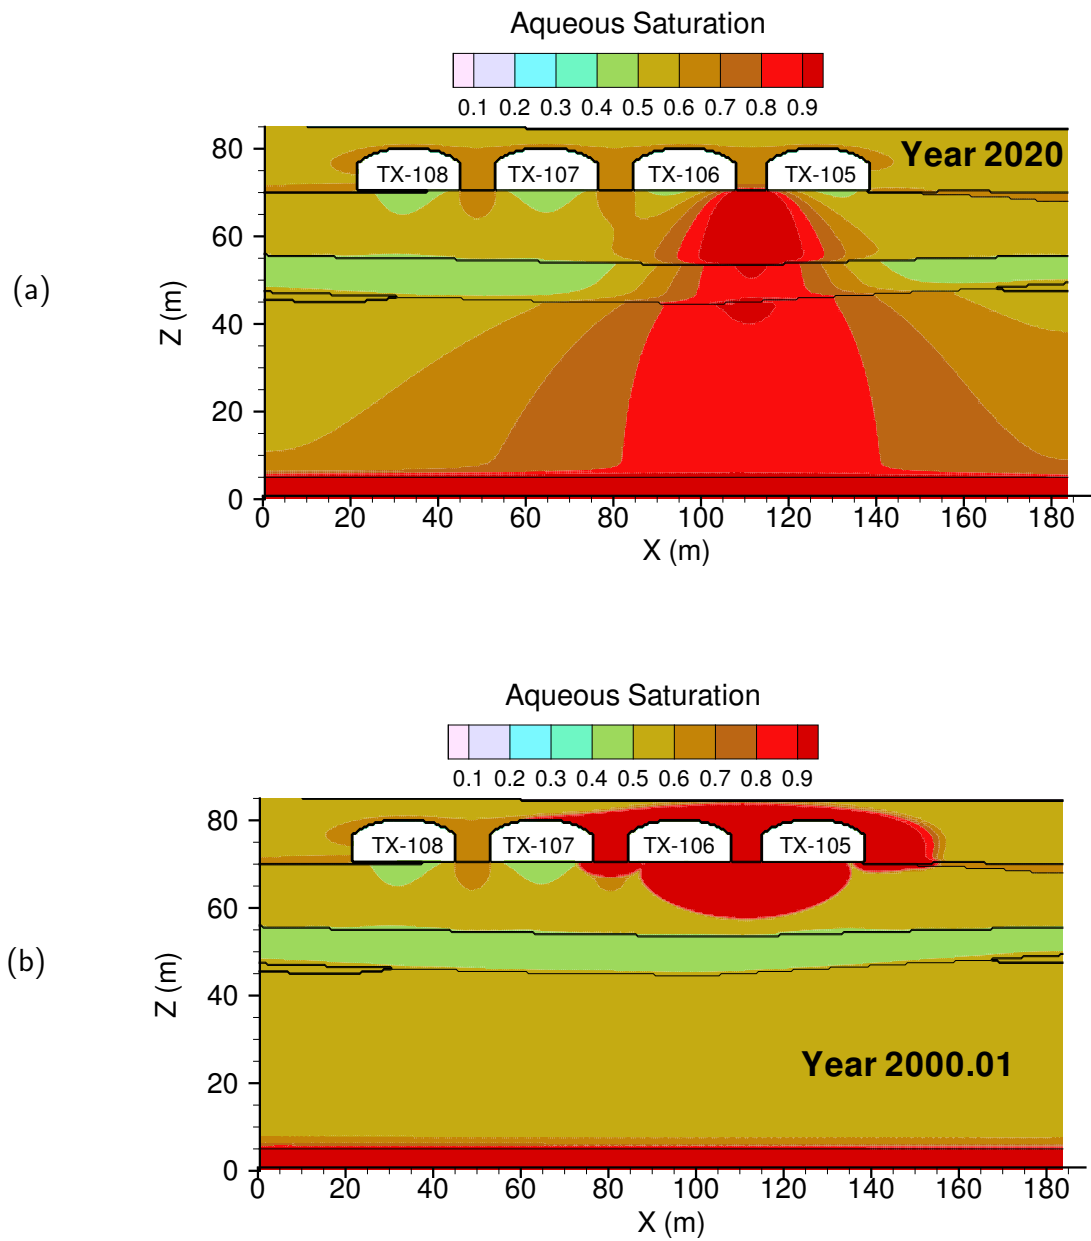 Aqueous Saturation
0.1 0.2 0.3 0.4 0.5 0.6 0.7 0.8 0.9
80
Year 2020
TX-108 TX-107 TX-106 TX-105
60
(a)
Z (m)
40
20
0
0 20 40 60 80 100 120 140 160 180
X (m)
Aqueous Saturation
0.1 0.2 0.3 0.4 0.5 0.6 0.7 0.8 0.9
80
TX-108 TX-107 TX-106 TX-105
60
(b)
Z (m)
40
Year 2000.01
20
0
0 20 40 60 80 100 120 140 160 180
X (m)